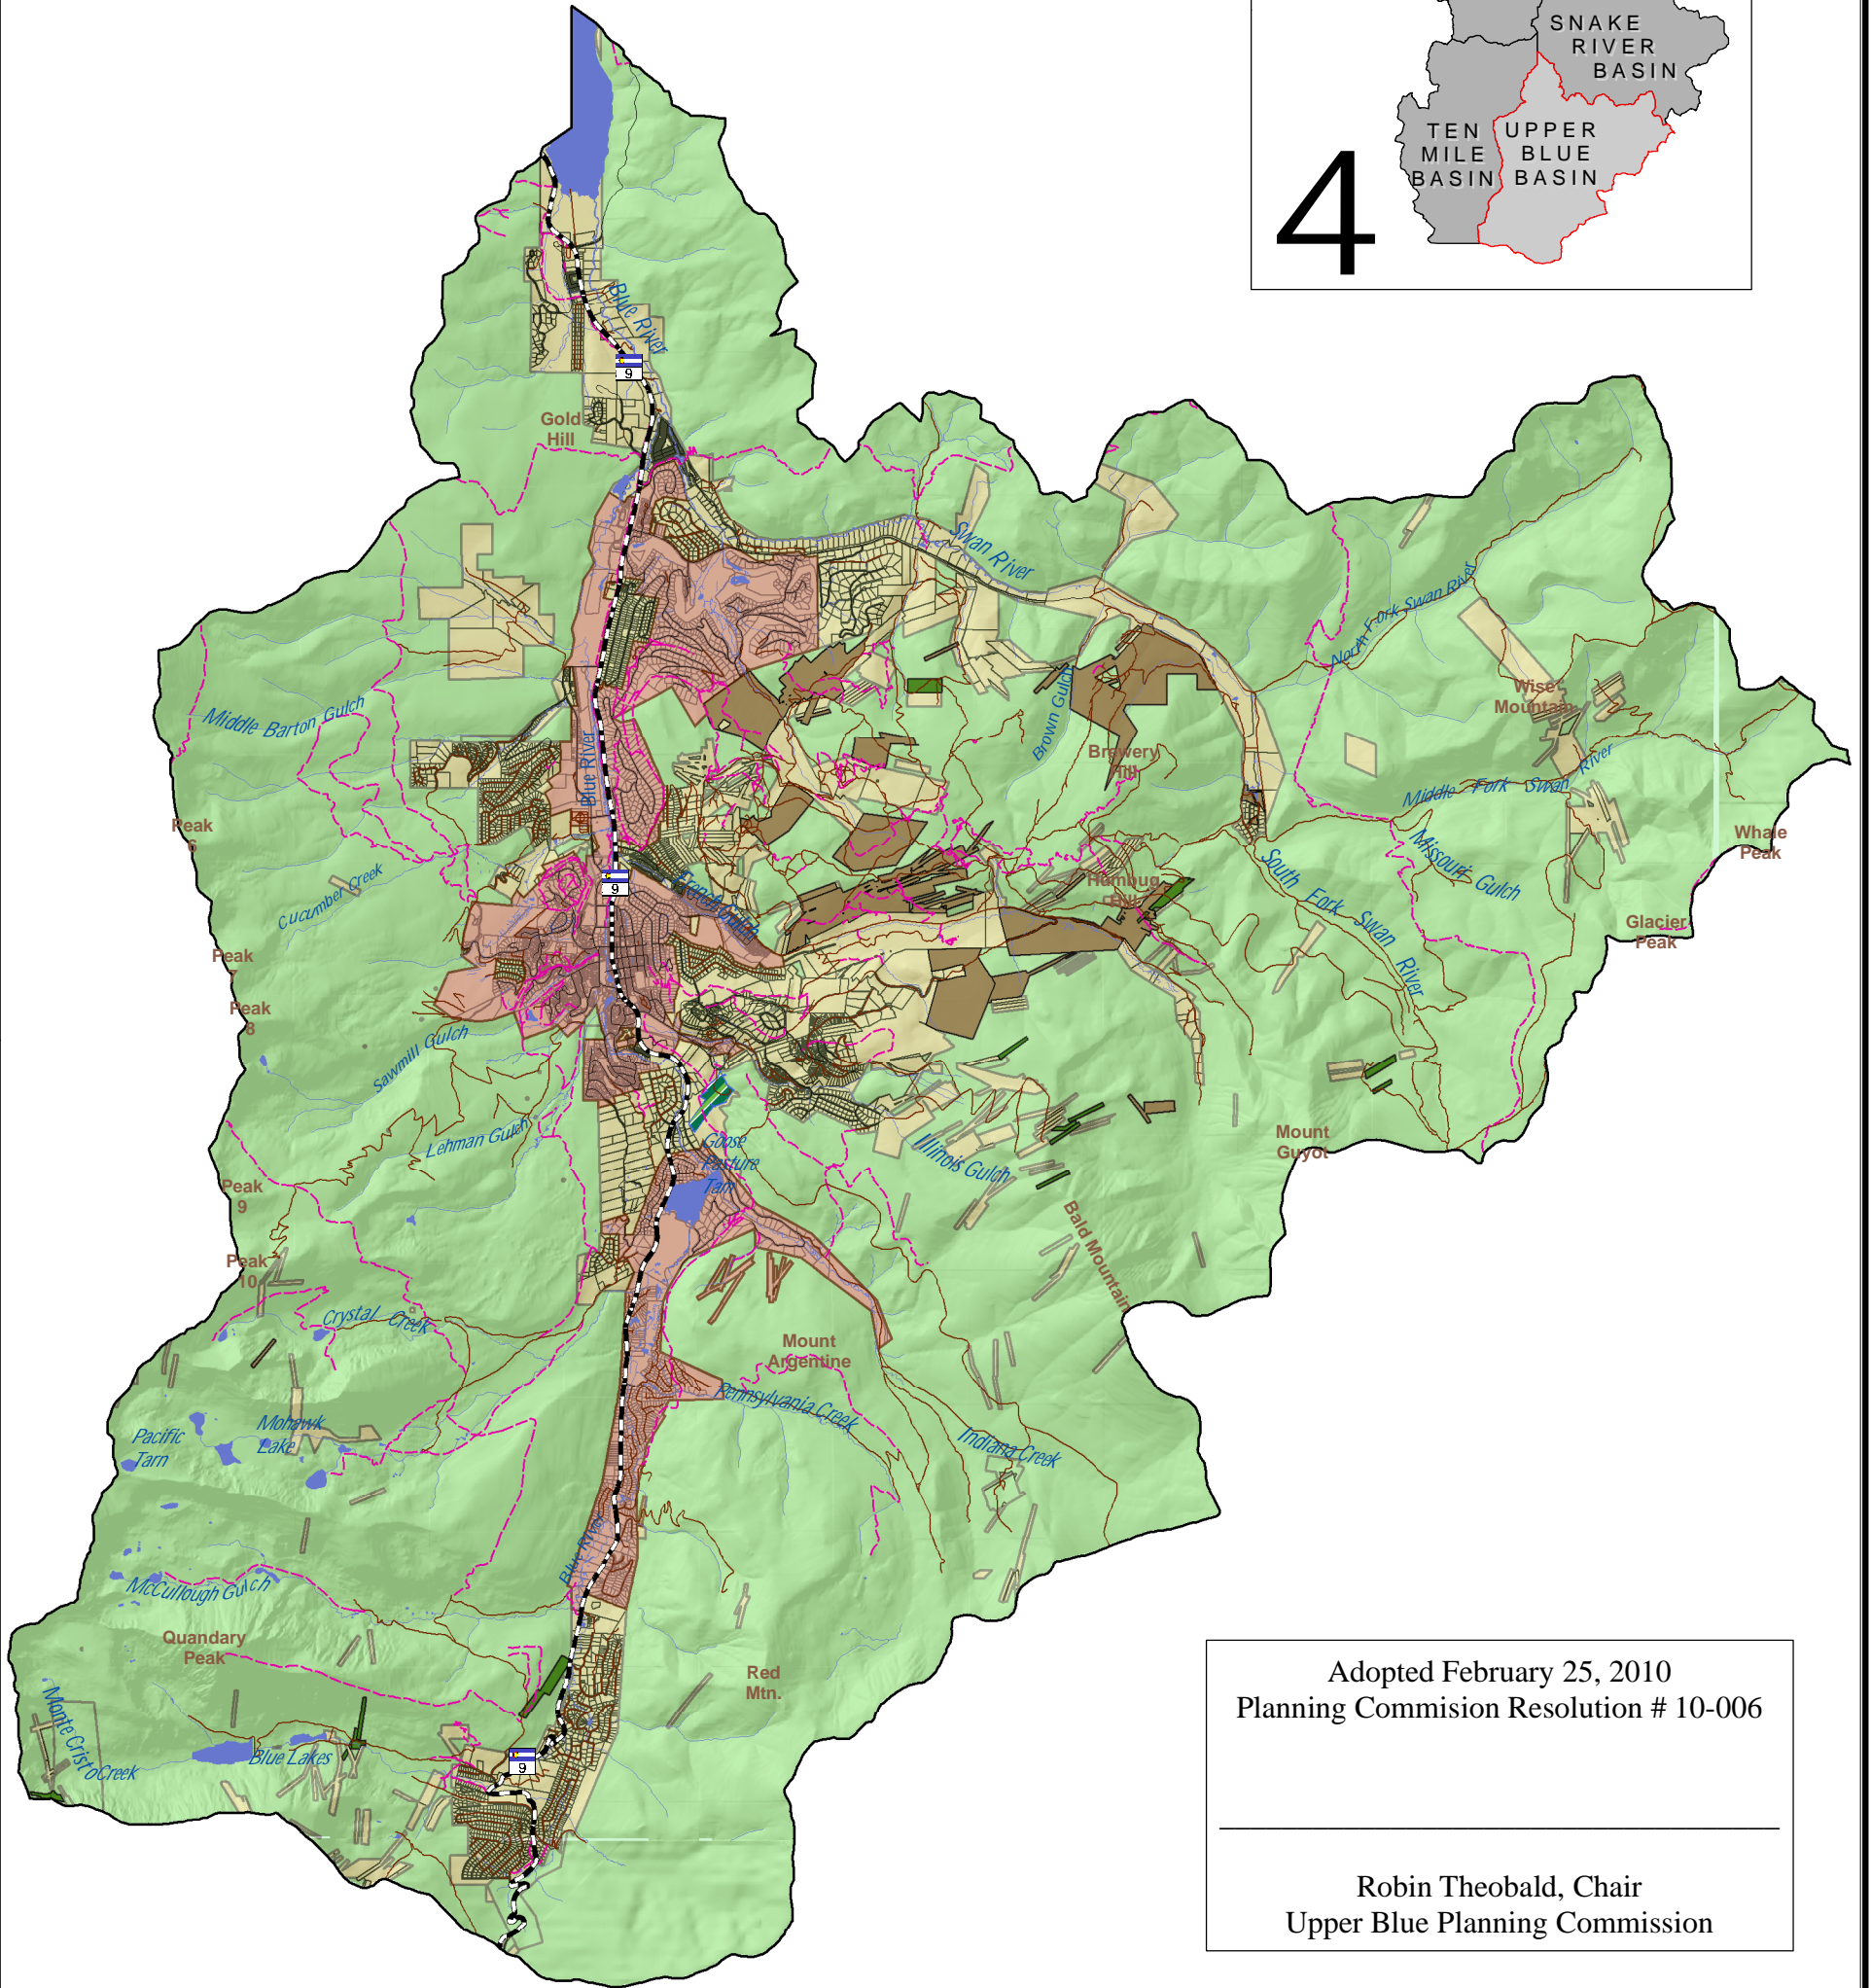 SNAKE
RIVER
BASIN
TEN
MILE
BASIN
UPPER
BLUE
BASIN
4
Blue River
9
Gold
Hill
Swan River
North Fork Swan River
Wise
Mountain
Middle Barton Gulch
Blue River
Brown Gulch
Brewery
Hill
Middle Fork Swan River
Peak
6
Whale
Peak
Missouri Gulch
Cucumber Creek
9
French Gulch
Humbug
Hill
South Fork Swan River
Glacier
Peak
Peak
7
Peak
8
Sawmill Gulch
Lehman Gulch
Goose
Pasture
Tarn
Illinois Gulch
Mount
Guyot
Peak
9
Bald Mountain
Peak
10
Crystal Creek
Mount
Argentine
Pennsylvania Creek
Indiana Creek
Pacific
Tarn
Mohawk
Lake
Blue River
McCullough Gulch
Quandary
Peak
Red
Mtn.
Monte Cristo Creek
Blue Lakes
9
Adopted February 25, 2010
Planning Commision Resolution # 10-006
Robin Theobald, Chair
Upper Blue Planning Commission